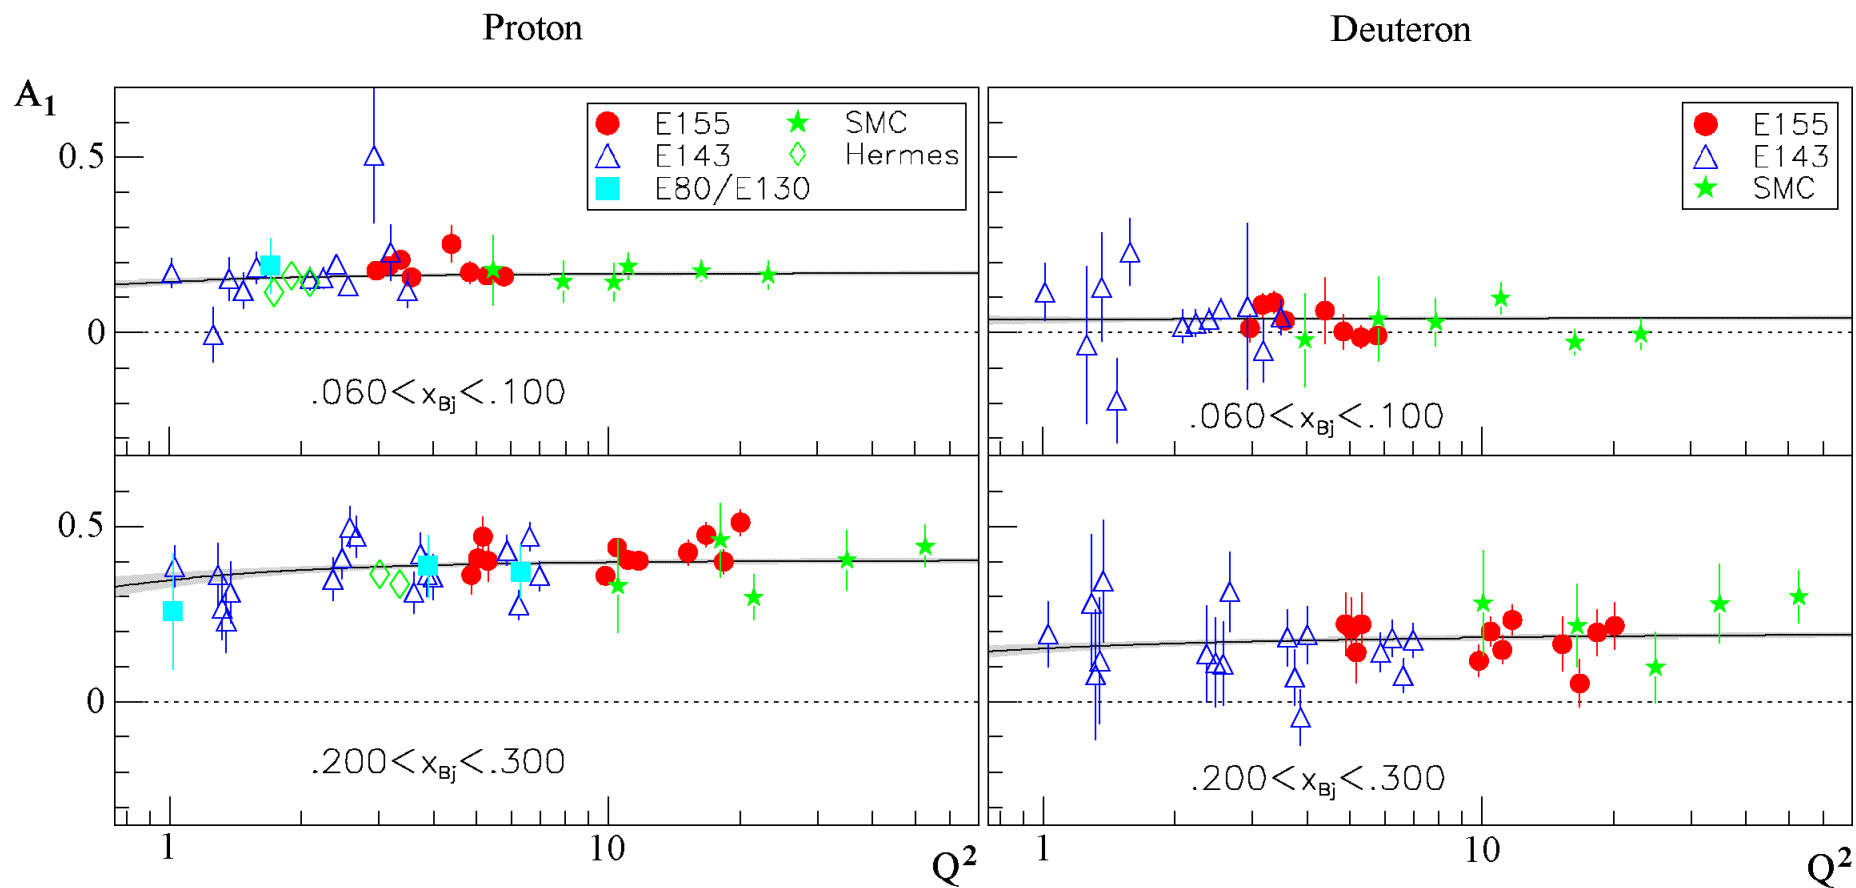 Proton
Deuteron
A1
0.5
0
E155
E143
E80/E130
SMC
Hermes
.060<xBj<.100
E155
E143
SMC
.060<xBj<.100
0.5
0
.200<xBj<.300
.200<xBj<.300
1
10
Q2
1
10
Q2